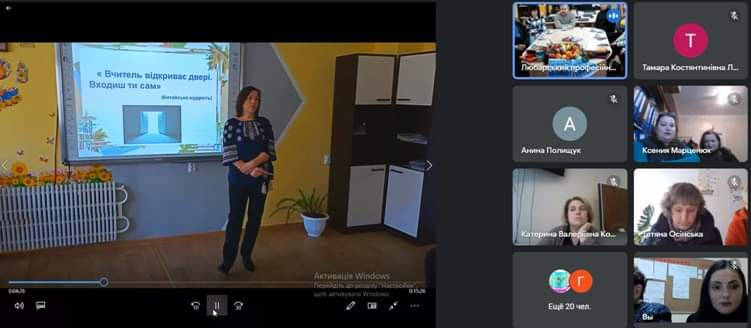 « Вчитель відкриває двері.
Входиш ти сам»
(Китайська мудрість)
Активація Windows
Перейдіть до розділу "Настройки",
щоб активувати Windows.
0:04:26
0:15:26
Любарський професійн...
Т
Тамара Костянтинівна Л...
А
Анина Полищук
Ксения Марценюк
Катерина Валеріївна Ко...
Тетяна Осінська
Г
Ещё 20 чел.
Вы